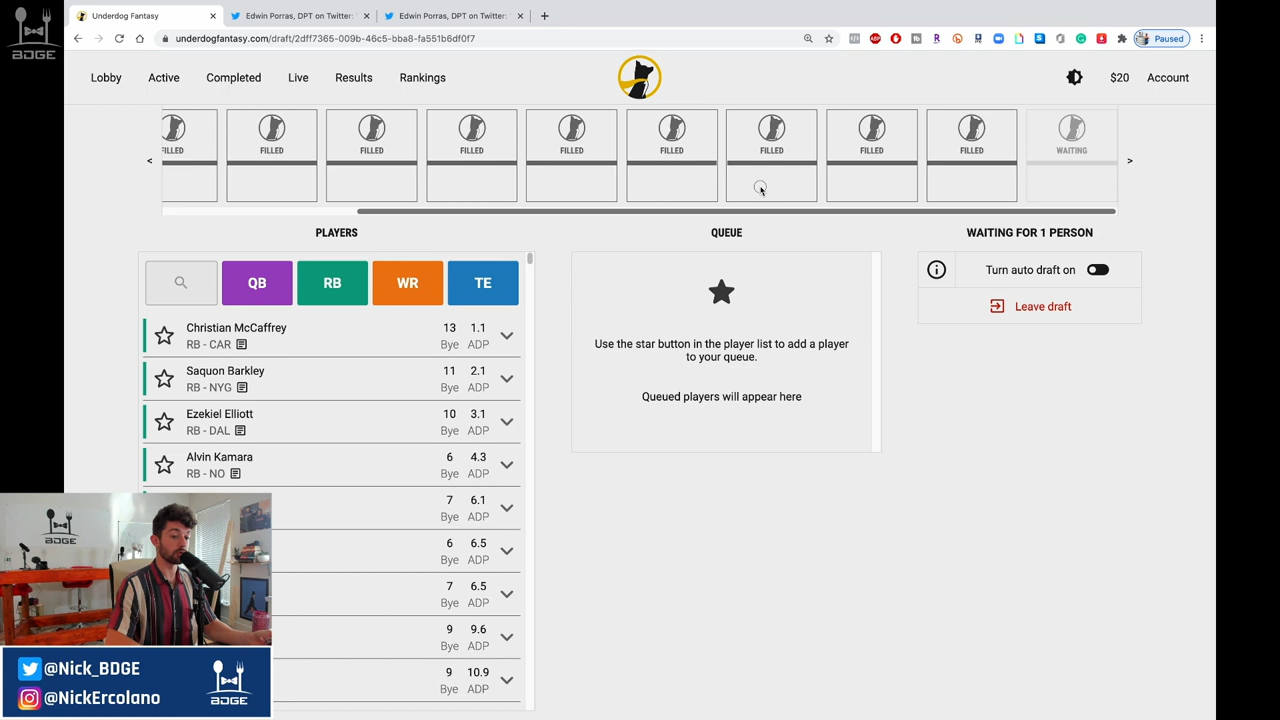 BDGE
Underdog Fantasy
Edwin Porras, DPT on Twitter:
Edwin Porras, DPT on Twitter:
underdogfantasy.com/draft/2dff7365-009b-46c5-bba8-fa551b6df0f7
Paused
Lobby Active Completed Live Results Rankings
$20 Account
FILLED FILLED FILLED FILLED FILLED FILLED FILLED FILLED FILLED WAITING
< >
PLAYERS
QB RB WR TE
Christian McCaffrey 13 1.1
RB - CAR Bye ADP
Saquon Barkley 11 2.1
RB - NYG Bye ADP
Ezekiel Elliott 10 3.1
RB - DAL Bye ADP
Alvin Kamara 6 4.3
RB - NO Bye ADP
7 6.1
Bye ADP
6 6.5
Bye ADP
7 6.5
Bye ADP
9 9.6
Bye ADP
9 10.9
Bye ADP
QUEUE
Use the star button in the player list to add a player
to your queue.
Queued players will appear here
WAITING FOR 1 PERSON
Turn auto draft on
Leave draft
BDGE
@Nick_BDGE
@NickErcolano
BDGE